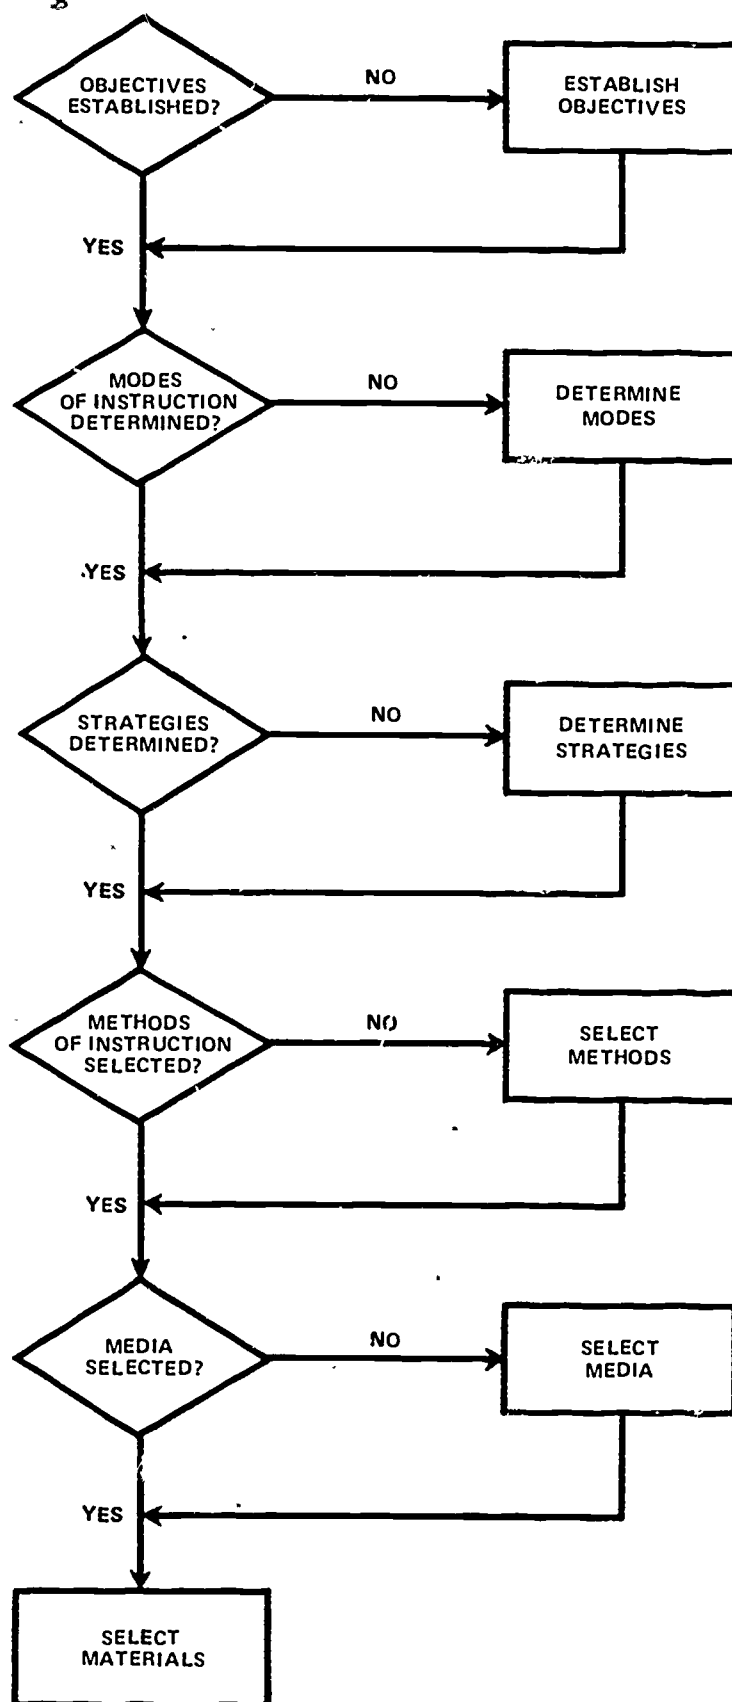 OBJECTIVES
ESTABLISHED?
NO
ESTABLISH
OBJECTIVES
YES
MODES
OF INSTRUCTION
DETERMINED?
NO
DETERMINE
MODES
YES
STRATEGIES
DETERMINED?
NO
DETERMINE
STRATEGIES
YES
METHODS
OF INSTRUCTION
SELECTED?
NO
SELECT
METHODS
YES
MEDIA
SELECTED?
NO
SELECT
MEDIA
YES
SELECT
MATERIALS